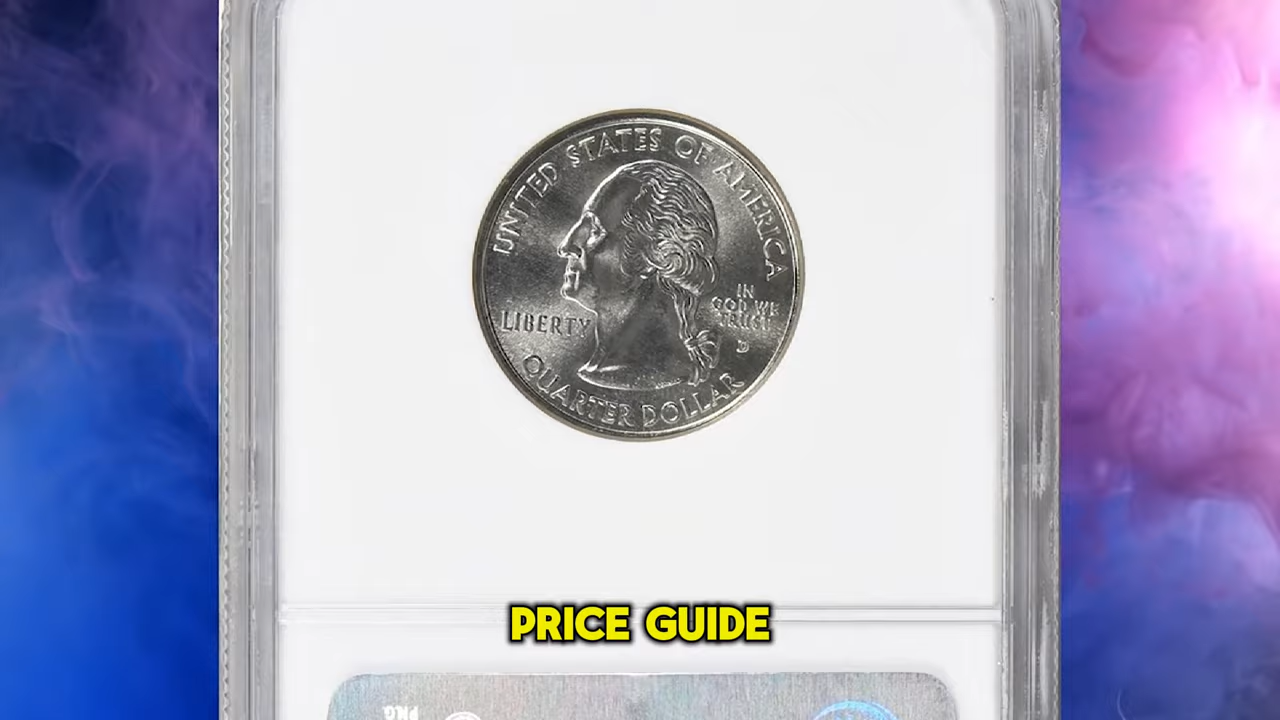 UNITED STATES OF AMERICA
LIBERTY
IN
GOD WE
TRUST
D
QUARTER DOLLAR
PRICE GUIDE